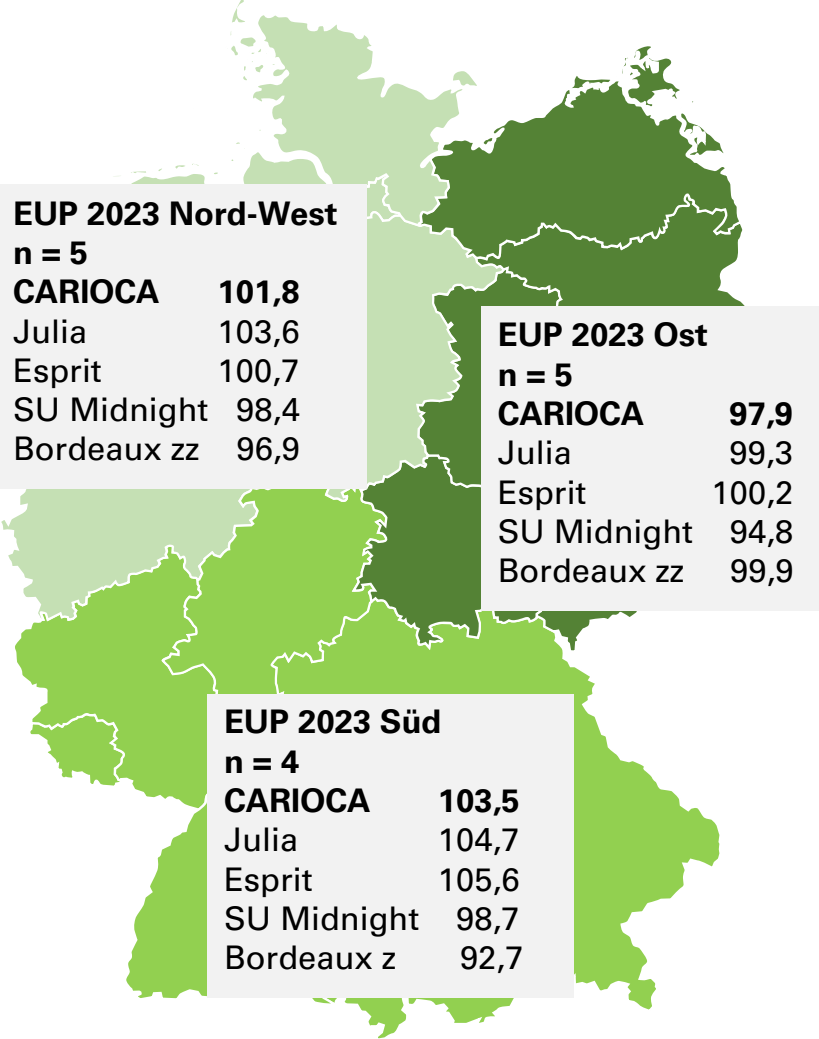 EUP 2023 Nord-West
n = 5
CARIOCA 101,8
Julia 103,6
Esprit 100,7
SU Midnight 98,4
Bordeaux zz 96,9
EUP 2023 Ost
n = 5
CARIOCA 97,9
Julia 99,3
Esprit 100,2
SU Midnight 94,8
Bordeaux zz 99,9
EUP 2023 Süd
n = 4
CARIOCA 103,5
Julia 104,7
Esprit 105,6
SU Midnight 98,7
Bordeaux z 92,7